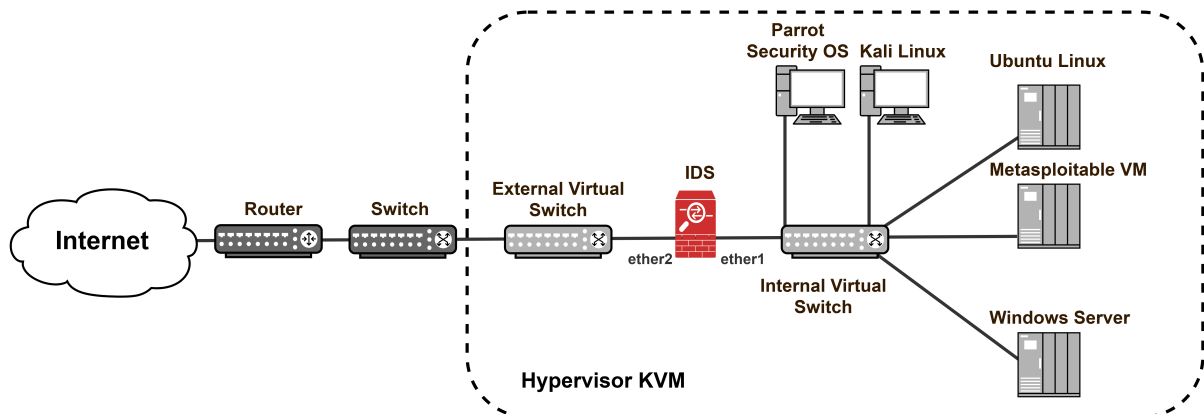 Parrot
Security OS
Kali Linux
Ubuntu Linux
Metasploitable VM
IDS
External Virtual
Switch
Router
Switch
Internet
ether2
ether1
Internal Virtual
Switch
Windows Server
Hypervisor KVM